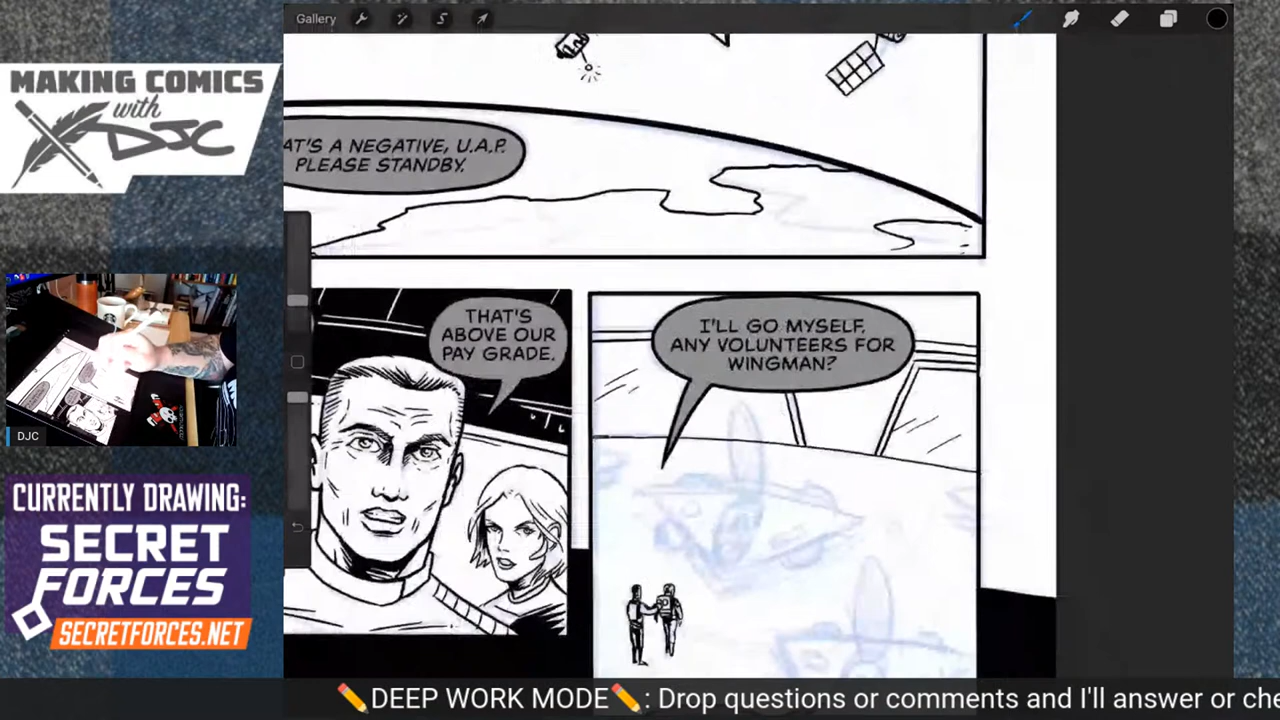 Gallery
MAKING COMICS
with
DJC
AT'S A NEGATIVE, U.A.P.
PLEASE STANDBY.
THAT'S
ABOVE OUR
PAY GRADE.
I'LL GO MYSELF.
ANY VOLUNTEERS FOR
WINGMAN?
DJC
CURRENTLY DRAWING:
SECRET
FORCES
SECRETFORCES.NET
✏️DEEP WORK MODE✏️: Drop questions or comments and I'll answer or che